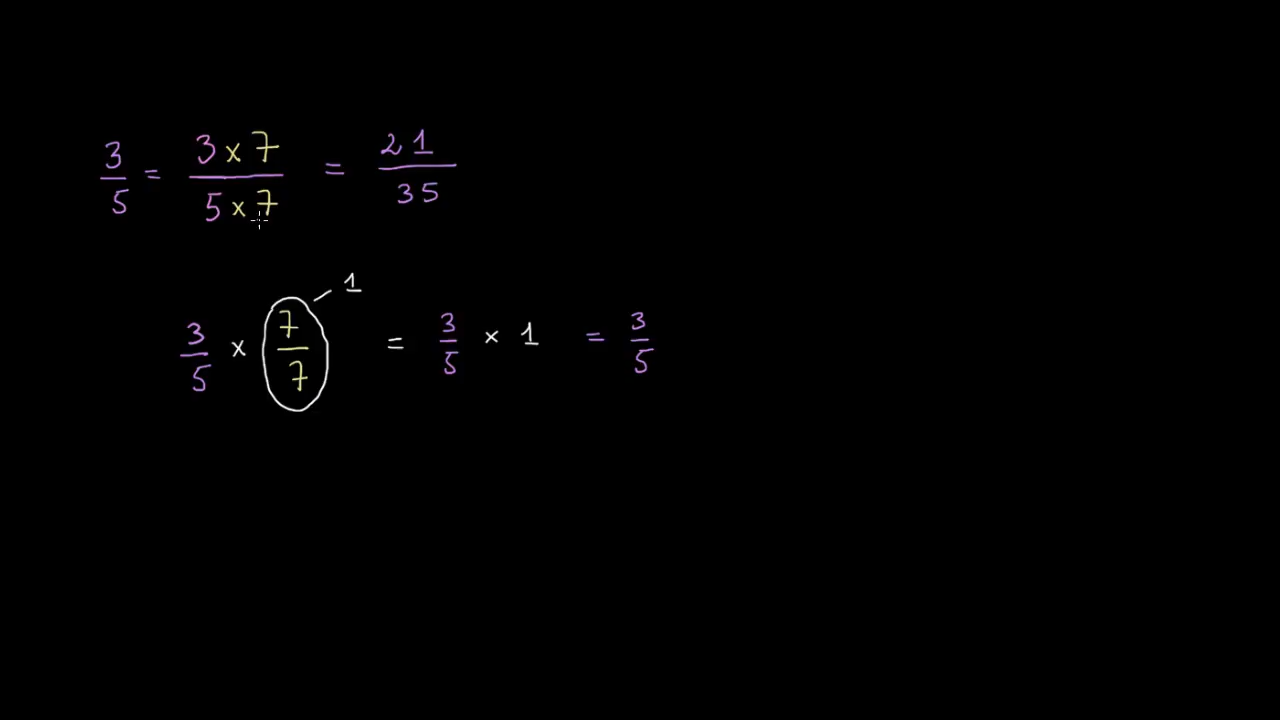 3/5 = 3 x 7 / 5 x 7 = 21/35
1
3/5 x 7/7 = 3/5 x 1 = 3/5